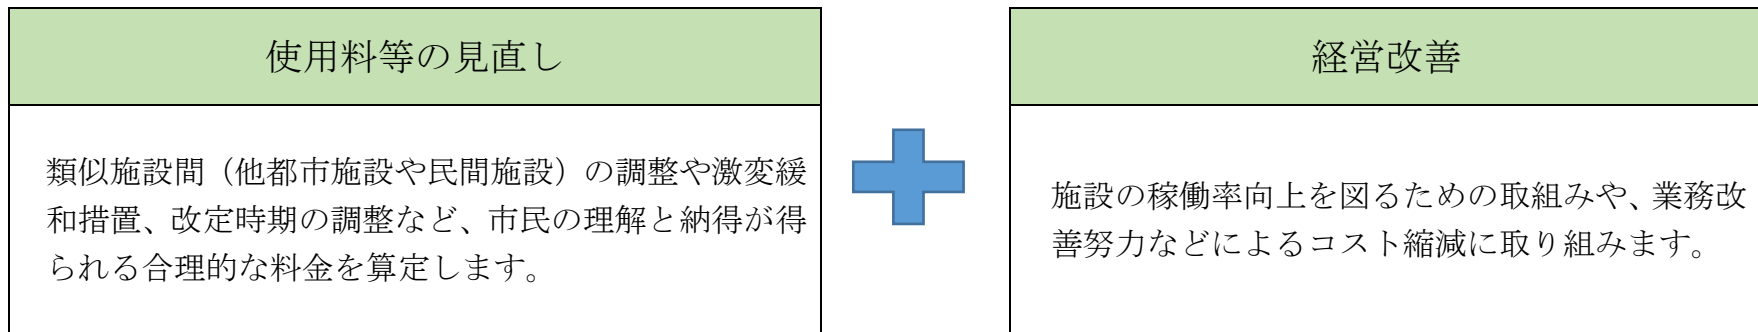 使用料等の見直し
類似施設間（他都市施設や民間施設）の調整や激変緩
和措置、改定時期の調整など、市民の理解と納得が得
られる合理的な料金を算定します。
経営改善
施設の稼働率向上を図るための取組みや、業務改
善努力などによるコスト縮減に取り組みます。